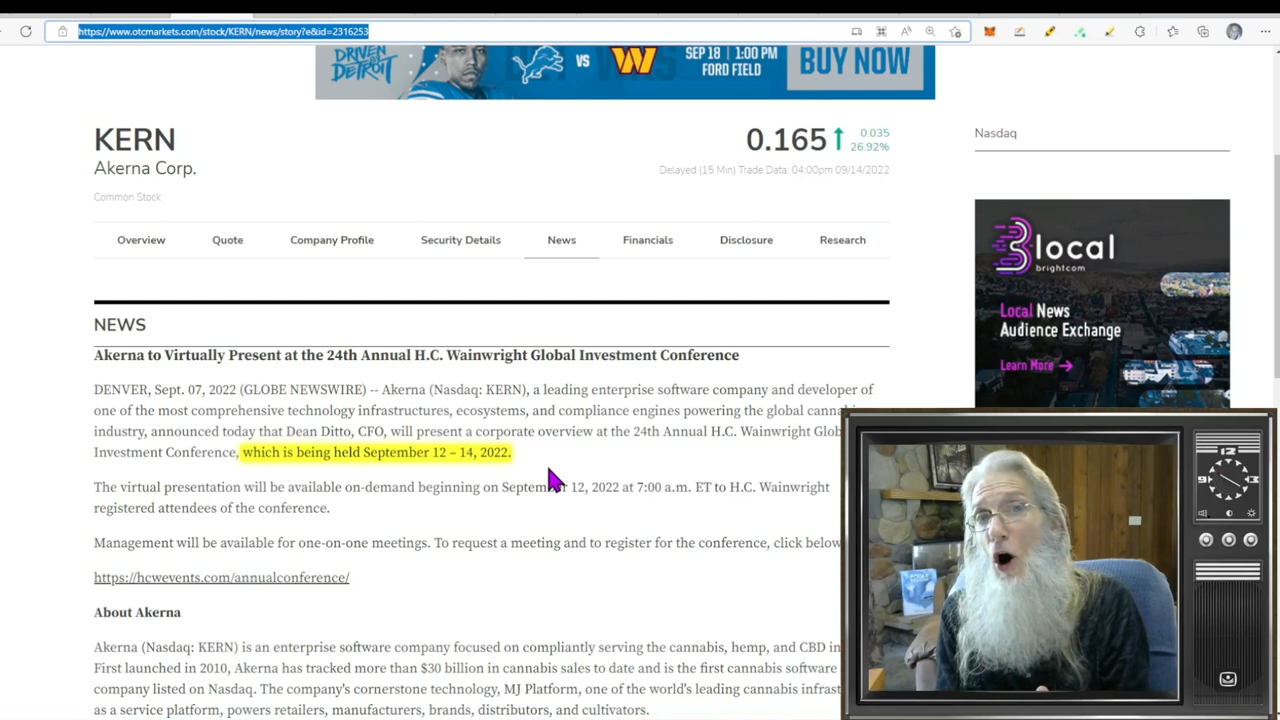 https://www.otcmarkets.com/stock/KERN/news/story?e&id=2316253
DRIVEN BY DETROIT
VS
SEP 18 | 1:00 PM
FORD FIELD
BUY NOW
KERN
Akerna Corp.
Common Stock
0.165
0.035
26.92%
Delayed (15 Min) Trade Data: 04:00pm 09/14/2022
Nasdaq
Overview
Quote
Company Profile
Security Details
News
Financials
Disclosure
Research
NEWS
Akerna to Virtually Present at the 24th Annual H.C. Wainwright Global Investment Conference
DENVER, Sept. 07, 2022 (GLOBE NEWSWIRE) -- Akerna (Nasdaq: KERN), a leading enterprise software company and developer of
one of the most comprehensive technology infrastructures, ecosystems, and compliance engines powering the global
industry, announced today that Dean Ditto, CFO, will present a corporate overview at the 24th Annual H.C. Wainwright
Investment Conference, which is being held September 12 – 14, 2022.
The virtual presentation will be available on-demand beginning on September 12, 2022 at 7:00 a.m. ET to H.C. Wainwright
registered attendees of the conference.
Management will be available for one-on-one meetings. To request a meeting and to register for the conference, click below
https://hcwevents.com/annualconference/
About Akerna
Akerna (Nasdaq: KERN) is an enterprise software company focused on compliantly serving the cannabis, hemp, and CBD
First launched in 2010, Akerna has tracked more than $30 billion in cannabis sales to date and is the first cannabis software
company listed on Nasdaq. The company's cornerstone technology, MJ Platform, one of the world's leading cannabis
as a service platform, powers retailers, manufacturers, brands, distributors, and cultivators.
local
brightcom
Local News
Audience Exchange
Learn More
12
9
3